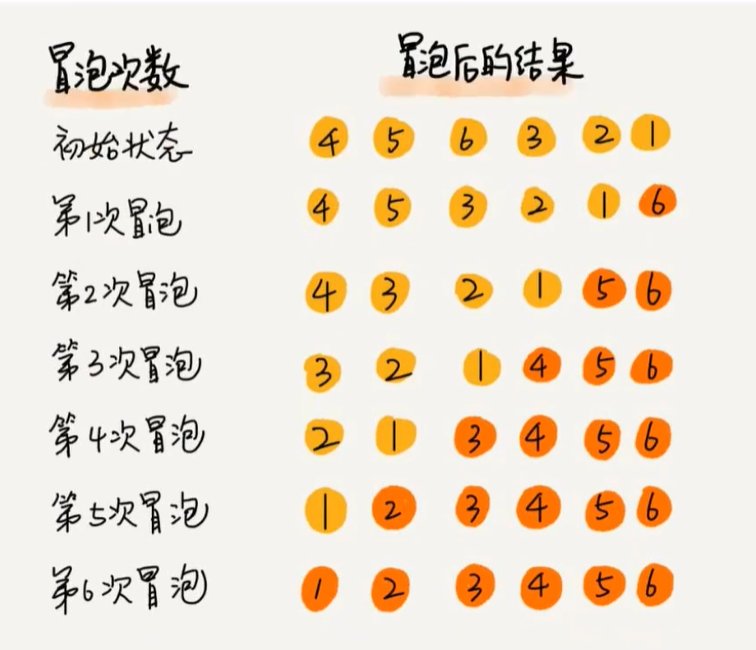 冒泡次数 冒泡后的结果
初始状态 4 5 6 3 2 1
第1次冒泡 4 5 3 2 1 6
第2次冒泡 4 3 2 1 5 6
第3次冒泡 3 2 1 4 5 6
第4次冒泡 2 1 3 4 5 6
第5次冒泡 1 2 3 4 5 6
第6次冒泡 1 2 3 4 5 6